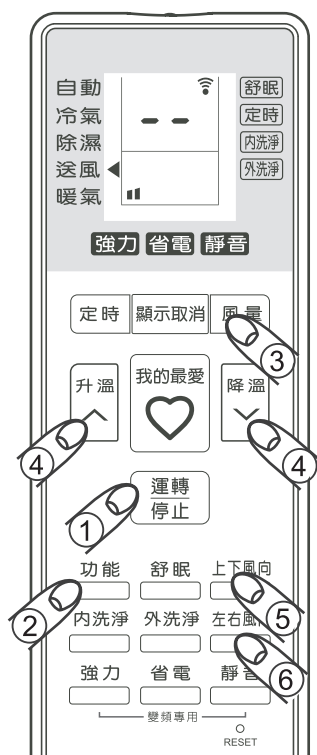 自動
冷氣
除濕
送風
暖氣
--
舒眠
定時
內洗淨
外洗淨
強力 省電 靜音
定時 顯示取消 風量
③
升溫 我的最愛 降溫
④ ④
運轉
停止
①
功能 舒眠 上下風向
② ⑤
內洗淨 外洗淨 左右風
⑥
強力 省電 靜音
變頻專用
RESET